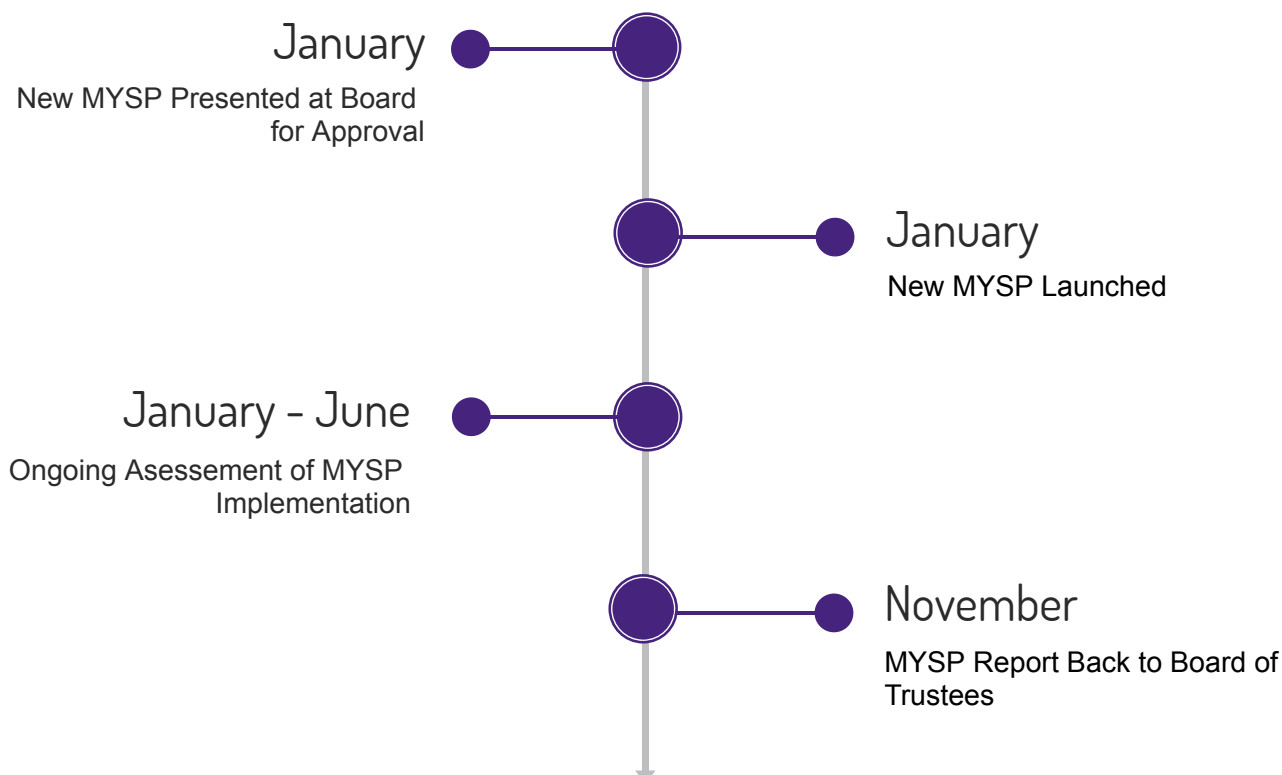 January
New MYSP Presented at Board
for Approval
January
New MYSP Launched
January - June
Ongoing Asessement of MYSP
Implementation
November
MYSP Report Back to Board of
Trustees